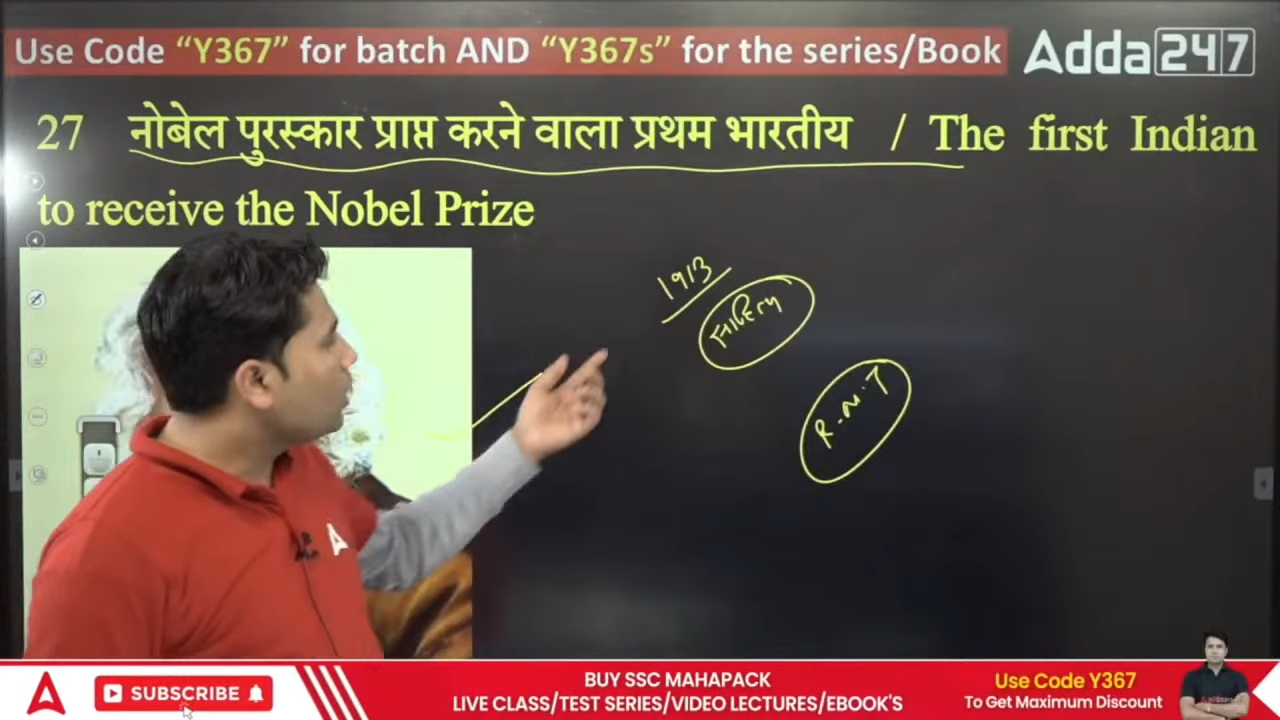 Use Code “Y367” for batch AND “Y367s” for the series/Book
Adda 247
27 नोबेल पुरस्कार प्राप्त करने वाला प्रथम भारतीय / The first Indian
to receive the Nobel Prize
1913
साहित्य
R.N.T
A
SUBSCRIBE
BUY SSC MAHAPACK
LIVE CLASS/TEST SERIES/VIDEO LECTURES/EBOOK'S
Use Code Y367
To Get Maximum Discount